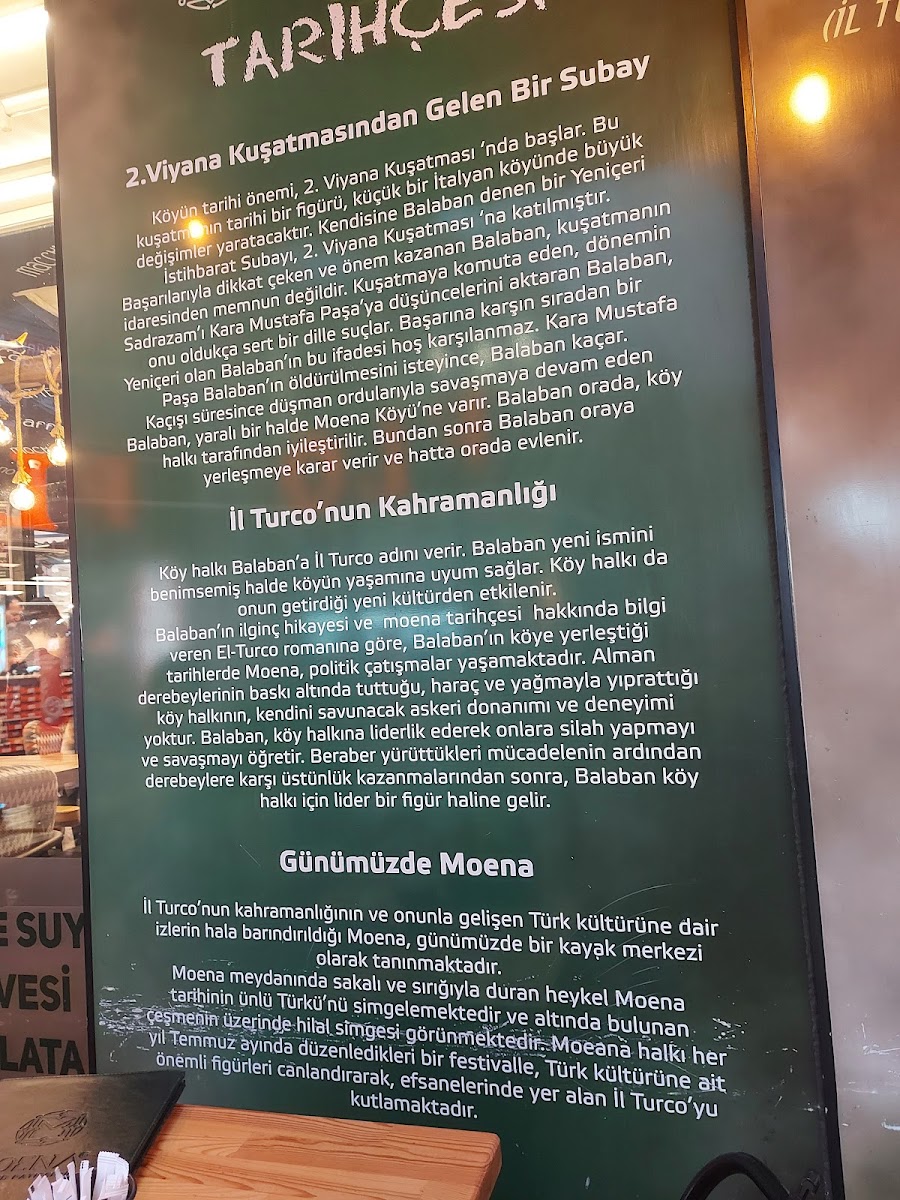 TARİHÇESİ
(İL TU
2.Viyana Kuşatmasından Gelen Bir Subay
Köyün tarihi önemi, 2. Viyana Kuşatması ‘nda başlar. Bu
kuşatmanın tarihi bir figürü, küçük bir İtalyan köyünde büyük
değişimler yaratacaktır. Kendisine Balaban denen bir Yeniçeri
İstihbarat Subayı, 2. Viyana Kuşatması ‘na katılmıştır.
Başarılarıyla dikkat çeken ve önem kazanan Balaban, kuşatmanın
idaresinden memnun değildir. Kuşatmaya komuta eden, dönemin
Sadrazam’ı Kara Mustafa Paşa’ya düşüncelerini aktaran Balaban,
onu oldukça sert bir dille suçlar. Başarına karşın sıradan bir
Yeniçeri olan Balaban’ın bu ifadesi hoş karşılanmaz. Kara Mustafa
Paşa Balaban’ın öldürülmesini isteyince, Balaban kaçar.
Kaçışı süresince düşman ordularıyla savaşmaya devam eden
Balaban, yaralı bir halde Moena Köyü’ne varır. Balaban orada, köy
halkı tarafından iyileştirilir. Bundan sonra Balaban oraya
yerleşmeye karar verir ve hatta orada evlenir.
İl Turco’nun Kahramanlığı
Köy halkı Balaban’a İl Turco adını verir. Balaban yeni ismini
benimsemiş halde köyün yaşamına uyum sağlar. Köy halkı da
onun getirdiği yeni kültürden etkilenir.
Balaban’ın ilginç hikayesi ve moena tarihçesi hakkında bilgi
veren El-Turco romanına göre, Balaban’ın köye yerleştiği
tarihlerde Moena, politik çatışmalar yaşamaktadır. Alman
derebeylerinin baskı altında tuttuğu, haraç ve yağmayla yıprattığı
köy halkının, kendini savunacak askeri donanımı ve deneyimi
yoktur. Balaban, köy halkına liderlik ederek onlara silah yapmayı
ve savaşmayı öğretir. Beraber yürüttükleri mücadelenin ardından
derebeylere karşı üstünlük kazanmalarından sonra, Balaban köy
halkı için lider bir figür haline gelir.
Günümüzde Moena
İl Turco’nun kahramanlığının ve onunla gelişen Türk kültürüne dair
izlerin hala barındırıldığı Moena, günümüzde bir kayak merkezi
olarak tanınmaktadır.
Moena meydanında sakalı ve sırığıyla duran heykel Moena
tarihinin ünlü Türkü’nü simgelemektedir ve altında bulunan
çeşmenin üzerinde hilal simgesi görünmektedir. Moeana halkı her
yıl Temmuz ayında düzenledikleri bir festivalle, Türk kültürüne ait
önemli figürleri canlandırarak, efsanelerinde yer alan İl Turco’yu
kutlamaktadır.
E SUY
VESİ
LATA